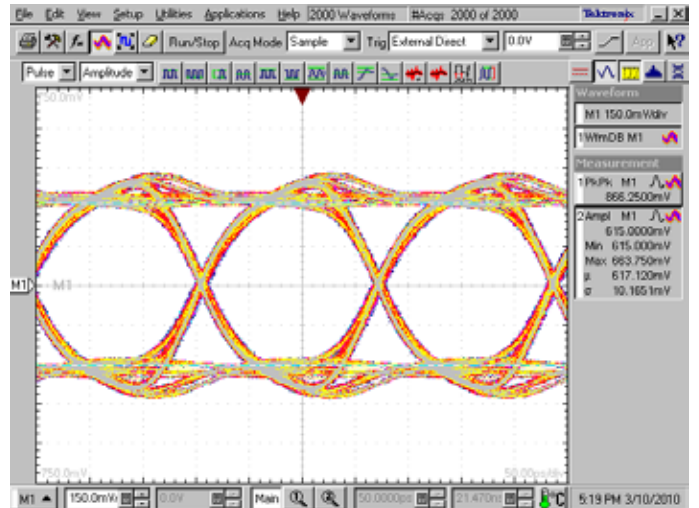 File Edit View Setup Utilities Applications Help 2000 Waveforms #Acqs 2000 of 2000 Tektronix
Run/Stop Acq Mode Sample Trig External Direct 0.0V App
Pulse Amplitude
750.0mV
Waveform
M1 150.0mV/div
1 WfmDB M1
Measurement
1 PkPk M1
866.2500mV
2 Ampl M1
615.0000mV
Min 615.000mV
Max 663.750mV
μ 617.120mV
σ 10.1651mV
M1 M1
-750.0mV 50.00ps/div
M1 150.0mV/ 0.0V Main 50.0000ps 21.470ns °C 5:19 PM 3/10/2010